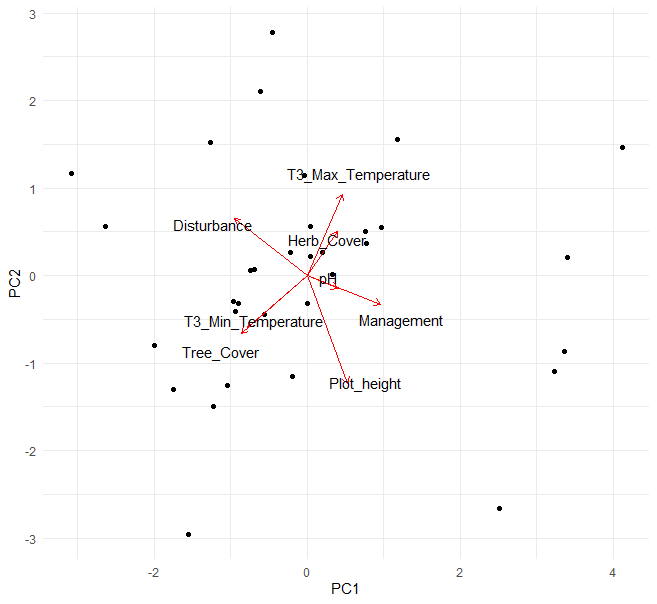 3
2
T3_Max_Temperature
1
Disturbance
Herb_Cover
PC2
0
pH
T3_Min_Temperature
Management
Tree_Cover
-1
Plot_height
-2
-3
-2
0
2
4
PC1